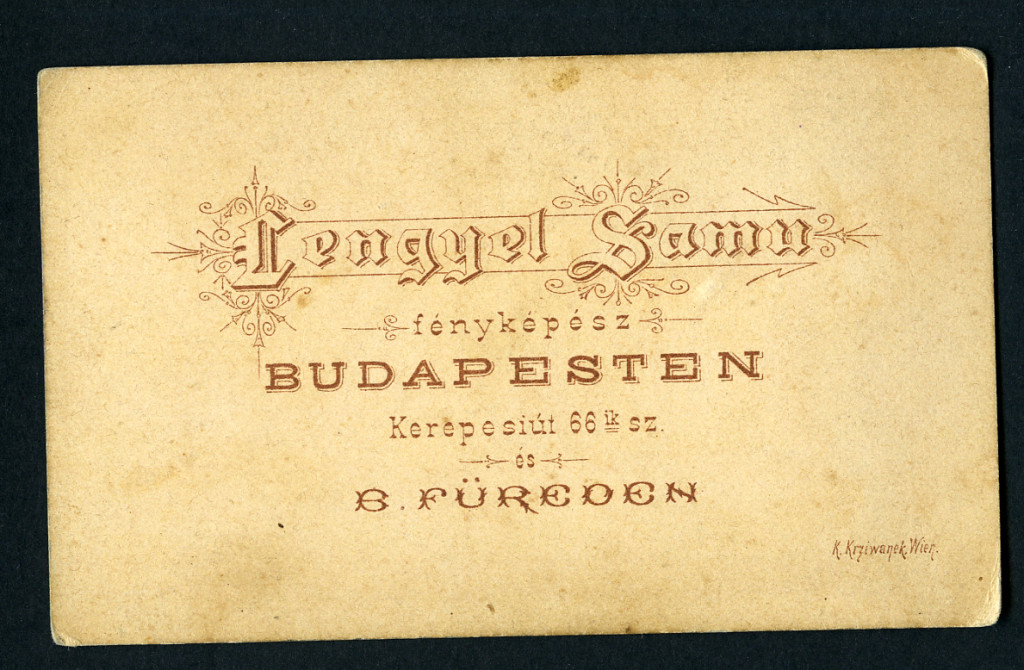 Lengyel Samu
fényképész
BUDAPESTEN
Kerepesiút 66ik sz.
és
B. FÜREDEN
K. Krziwanek, Wien.